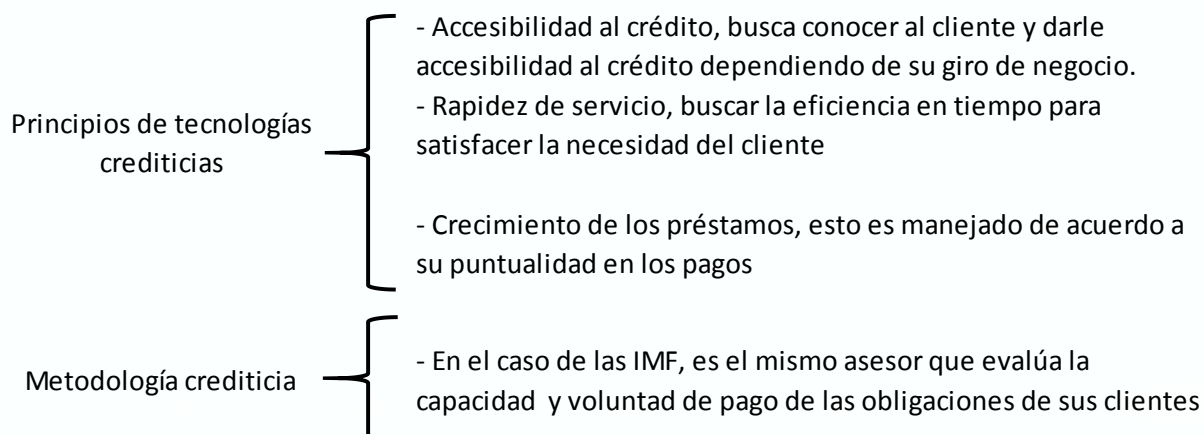 Principios de tecnologías
crediticias
- Accesibilidad al crédito, busca conocer al cliente y darle
accesibilidad al crédito dependiendo de su giro de negocio.
- Rapidez de servicio, buscar la eficiencia en tiempo para
satisfacer la necesidad del cliente
- Crecimiento de los préstamos, esto es manejado de acuerdo a
su puntualidad en los pagos
Metodología crediticia
- En el caso de las IMF, es el mismo asesor que evalúa la
capacidad  y voluntad de pago de las obligaciones de sus clientes